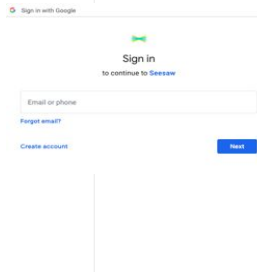 Sign in with Google
Sign in
to continue to Seesaw
Email or phone
Forgot email?
Create account
Next